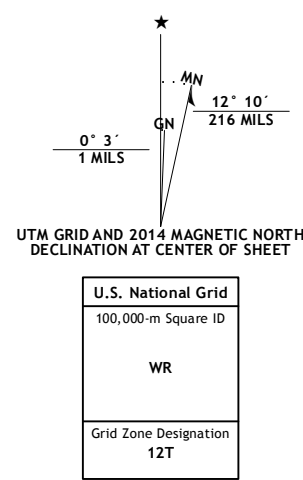 ★
MN
12° 10´
216 MILS
GN
0° 3´
1 MILS
UTM GRID AND 2014 MAGNETIC NORTH
DECLINATION AT CENTER OF SHEET
U.S. National Grid
100,000-m Square ID
WR
Grid Zone Designation
12T